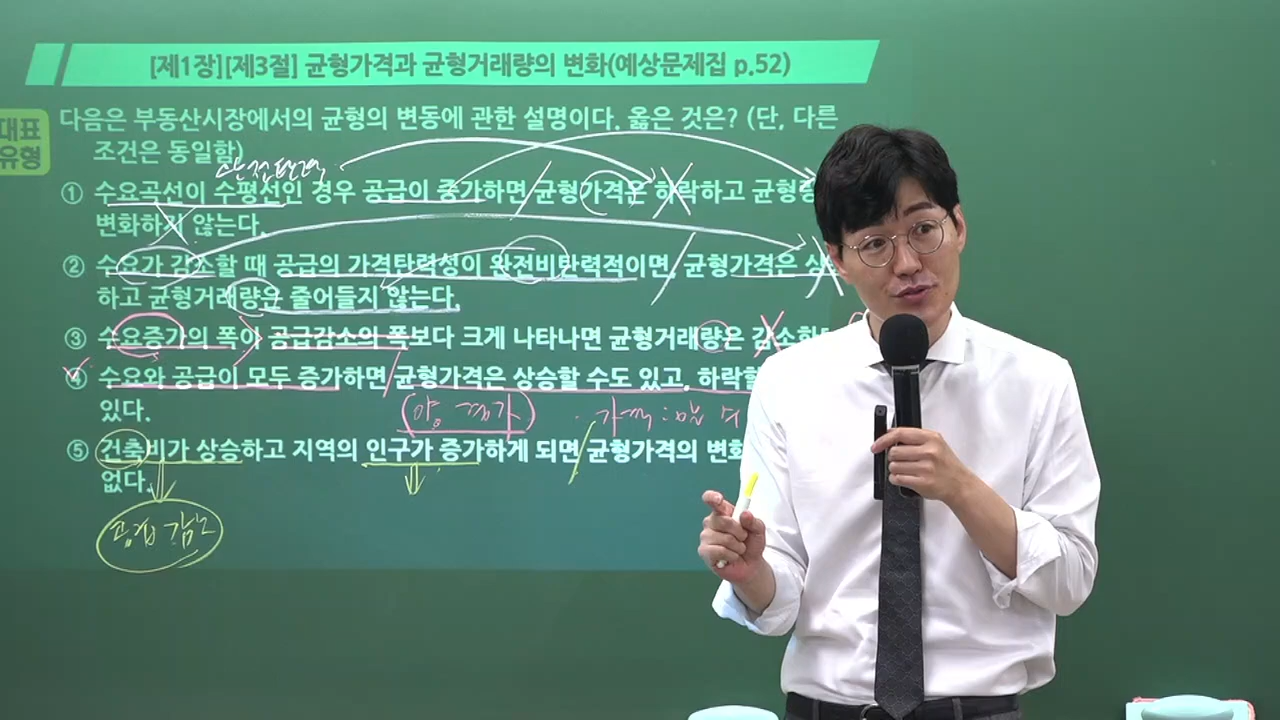 [제1장][제3절] 균형가격과 균형거래량의 변화(예상문제집 p.52)
대표
유형
다음은 부동산시장에서의 균형의 변동에 관한 설명이다. 옳은 것은? (단, 다른
조건은 동일함)
완전탄력
① 수요곡선이 수평선인 경우 공급이 증가하면 균형가격은 하락하고 균형량
변화하지 않는다.
② 수요가 감소할 때 공급의 가격탄력성이 완전비탄력적이면, 균형가격은
하고 균형거래량은 줄어들지 않는다.
③ 수요증가의 폭이 공급감소의 폭보다 크게 나타나면 균형거래량은 감소한다
④ 수요와 공급이 모두 증가하면 균형가격은 상승할 수도 있고, 하락할
있다.
(양 증가) · 가격:
⑤ 건축비가 상승하고 지역의 인구가 증가하게 되면 균형가격의 변화
없다.
공급 감소